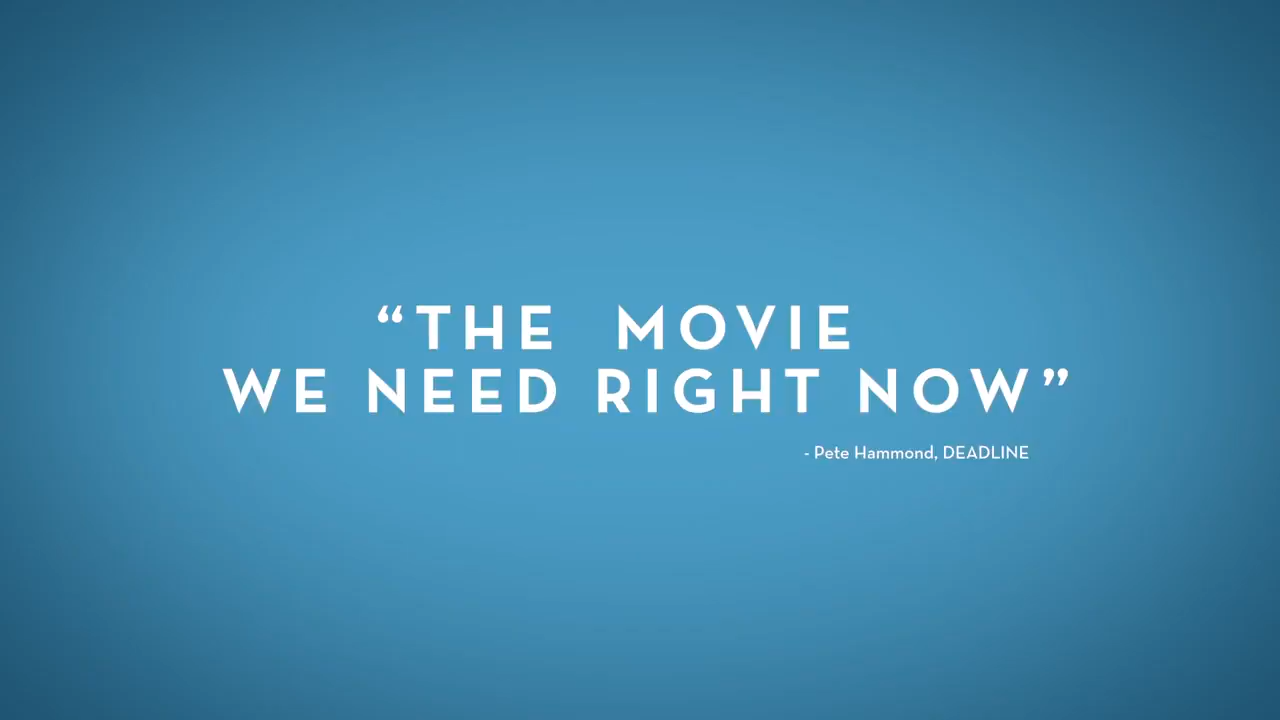 “THE MOVIE
WE NEED RIGHT NOW”
- Pete Hammond, DEADLINE